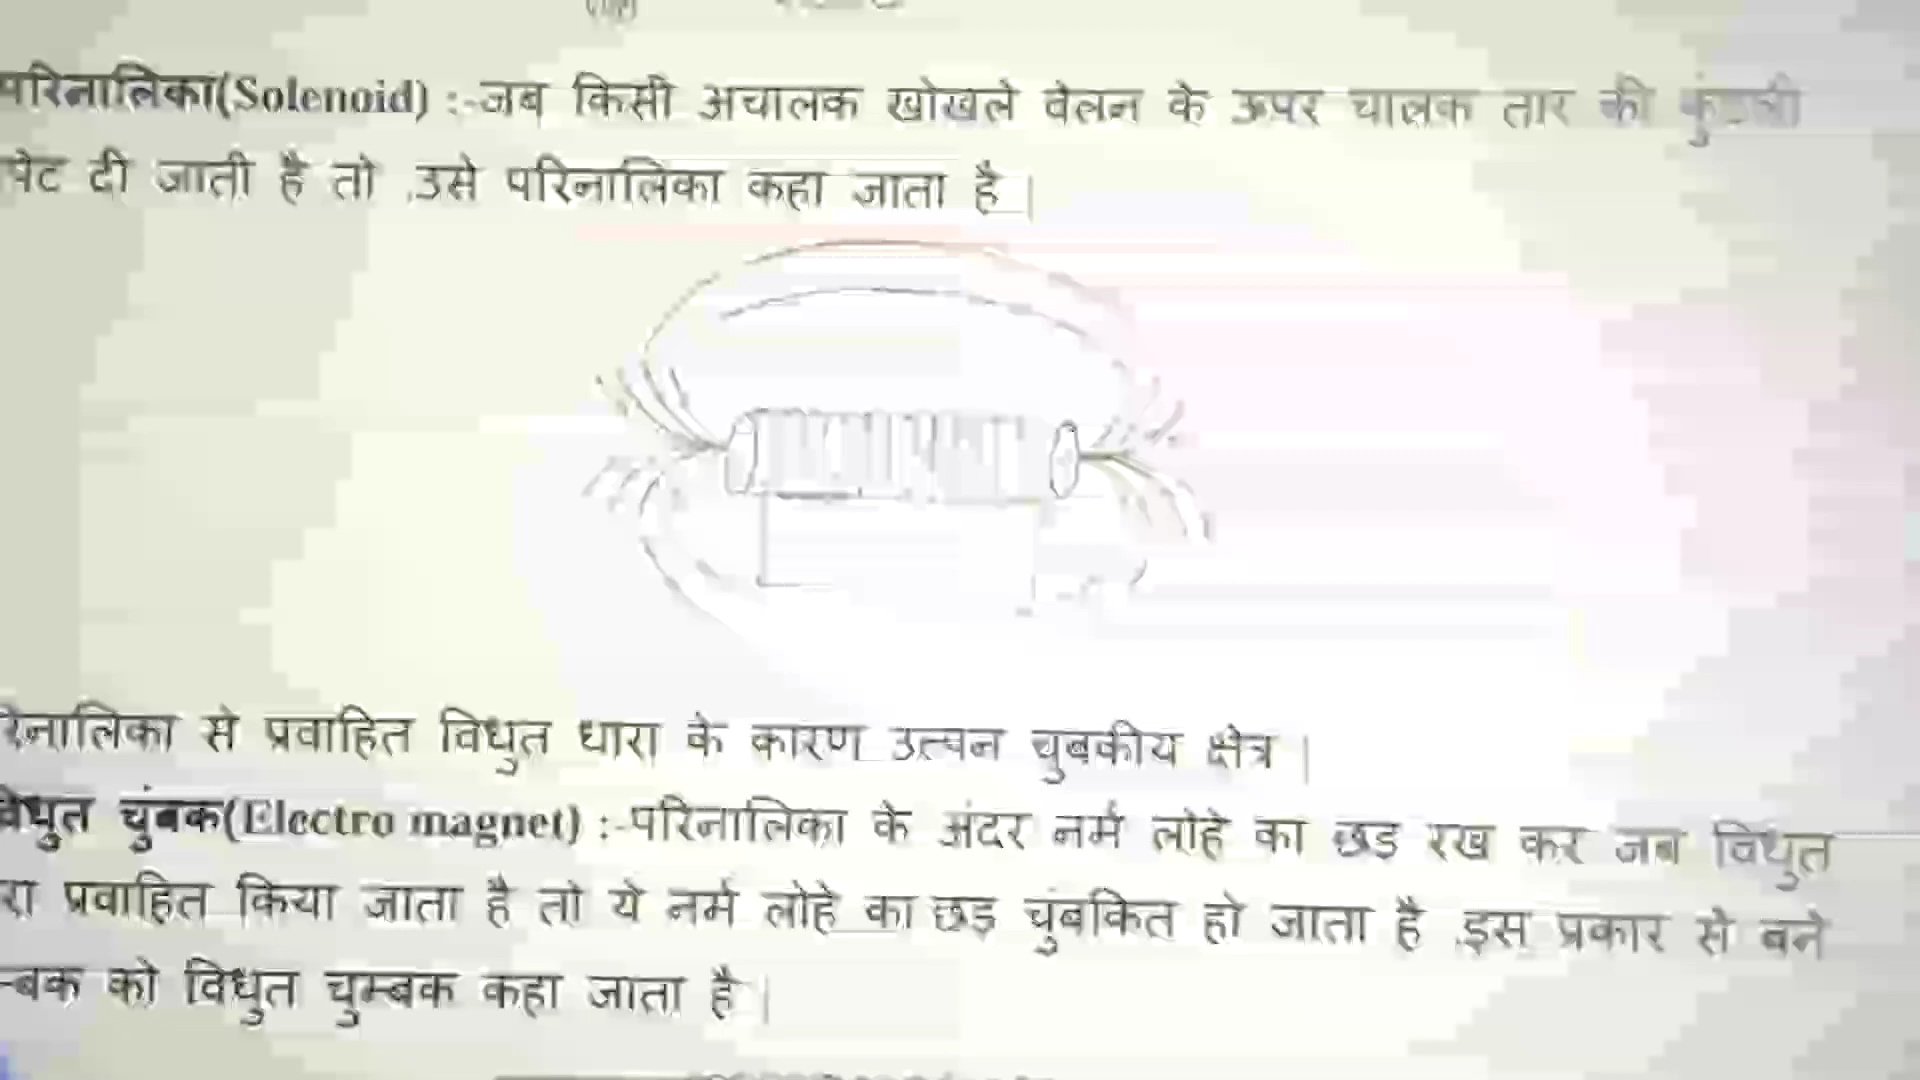 परिनालिका(Solenoid) :-जब किसी अचालक खोखले वेलन के ऊपर चालक तार की कुंडली
पेट दी जाती है तो ,उसे परिनालिका कहा जाता है |
रिनालिका से प्रवाहित विधुत धारा के कारण उत्पन चुबकीय क्षेत्र |
विधुत चुंबक(Electro magnet) :-परिनालिका के अंदर नर्म लोहे का छड़ रख कर जब विधुत
रा प्रवाहित किया जाता है तो ये नर्म लोहे का छड़ चुंबकित हो जाता है ,इस प्रकार से बने
म्बक को विधुत चुम्बक कहा जाता है |